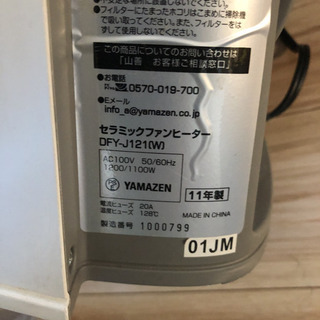 ●フィルターにたまったホコリはこまめに掃除機
で吸い取ってください。また、フィルターをは
ずして使用しないでください。
この商品についてのお問い合わせは
「山善 お客様ご相談窓口」
●お電話
0570-019-700
●Eメール
info_s@yamazen.co.jp
セラミックファンヒーター
DFY-J121(W)
AC100V 50/60Hz
1200/1100W
YAMAZEN
11年製
電流ヒューズ 20A
温度ヒューズ 128℃
MADE IN CHINA
製造番号 1000799
01JM